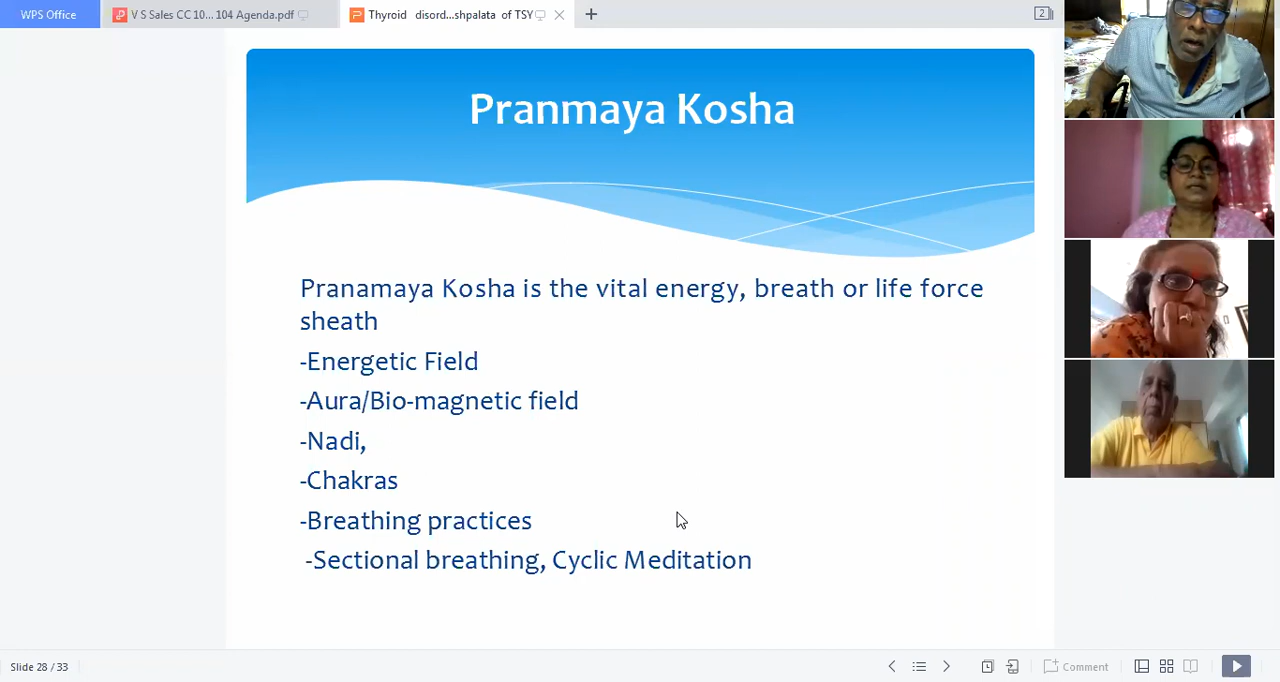 WPS Office
V S Sales CC 10... 104 Agenda.pdf
Thyroid disord...shpalata of TSY
2
Pranmaya Kosha
Pranamaya Kosha is the vital energy, breath or life force
sheath
-Energetic Field
-Aura/Bio-magnetic field
-Nadi,
-Chakras
-Breathing practices
-Sectional breathing, Cyclic Meditation
Slide 28 / 33
Comment